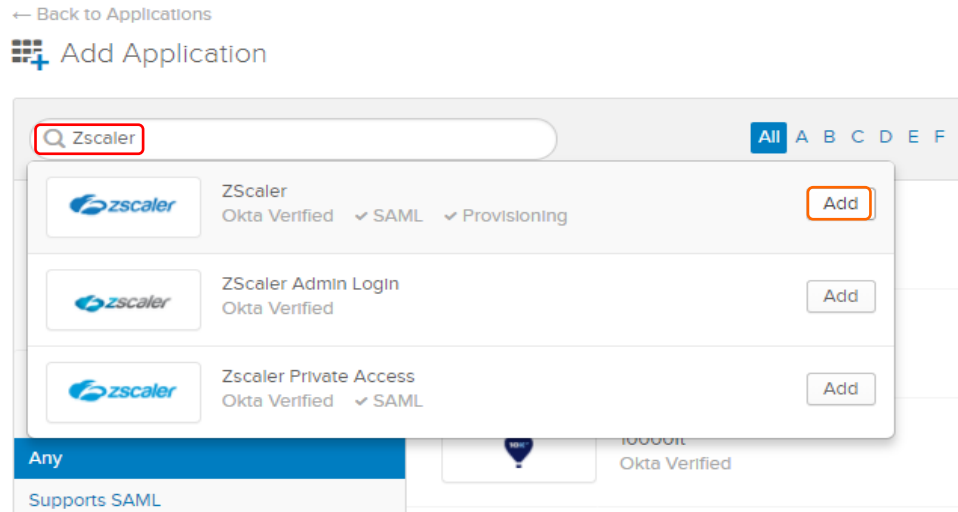 ← Back to Applications
Add Application
Zscaler
All A B C D E F
zscaler
ZScaler
Okta Verified ✔ SAML ✔ Provisioning
Add
zscaler
ZScaler Admin Login
Okta Verified
Add
zscaler
Zscaler Private Access
Okta Verified ✔ SAML
Add
Any
Okta Verified
Supports SAML